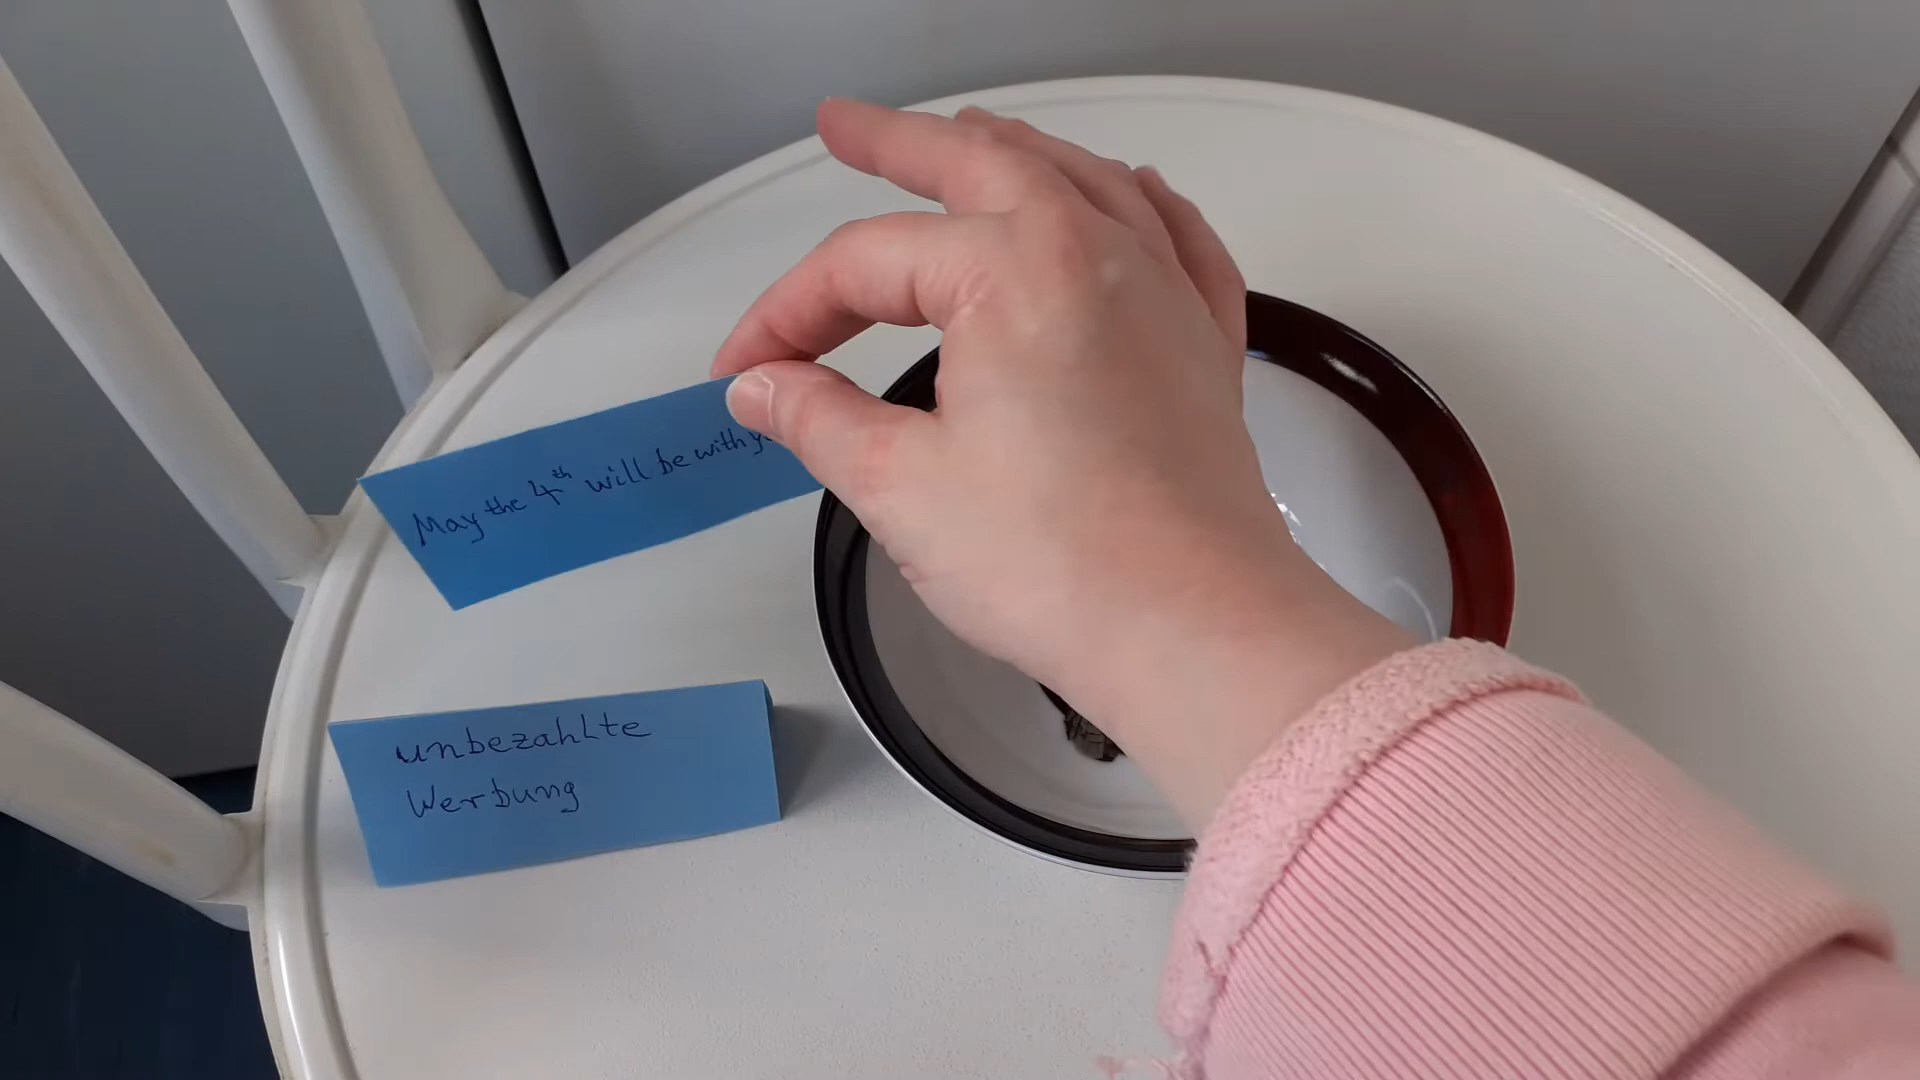 May the 4th will be with
unbezahlte
Werbung